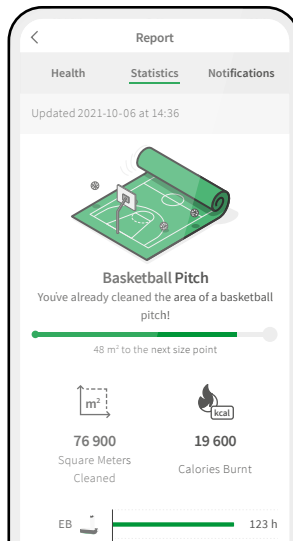 Report
Health Statistics Notifications
Updated 2021-10-06 at 14:36
Basketball Pitch
You've already cleaned the area of a basketball
pitch!
48 m² to the next size point
m²
kcal
76 900 19 600
Square Meters
Cleaned
Calories Burnt
EB 123 h